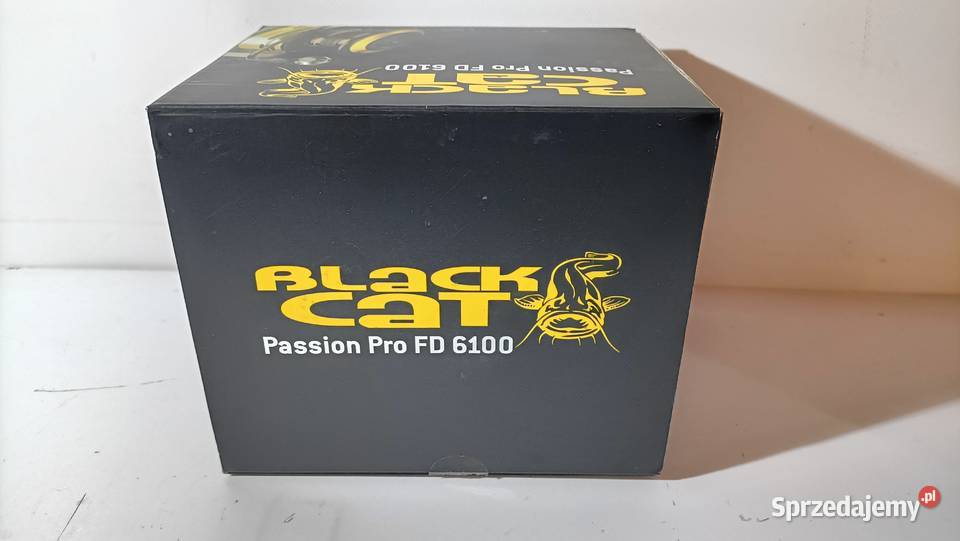 Passion Pro FD 6100
BLACK
CAT
BLACK
CAT
Passion Pro FD 6100
Sprzedajemy.pl